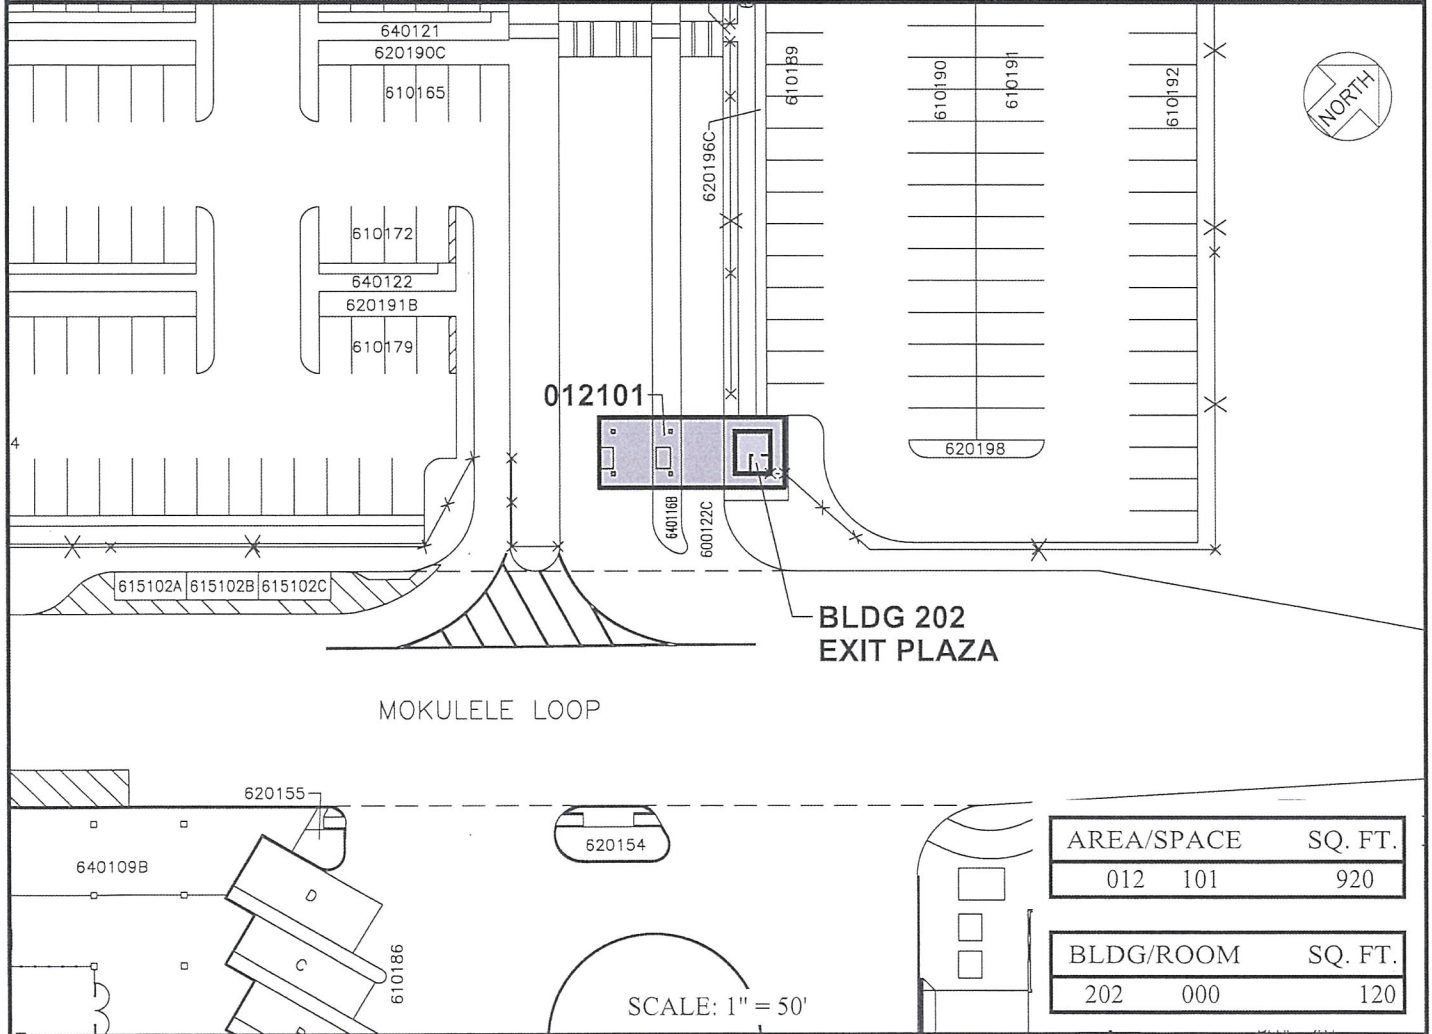 640121
620190C
610165
610189
610190
610191
610192
NORTH
620196C
610172
640122
620191B
610179
012101
4
620198
640116B
600122C
615102A 615102B 615102C
BLDG 202
EXIT PLAZA
MOKULELE LOOP
620155
620154
640109B
D
C
610186
AREA/SPACE SQ. FT.
012 101 920
BLDG/ROOM SQ. FT.
202 000 120
SCALE: 1" = 50'